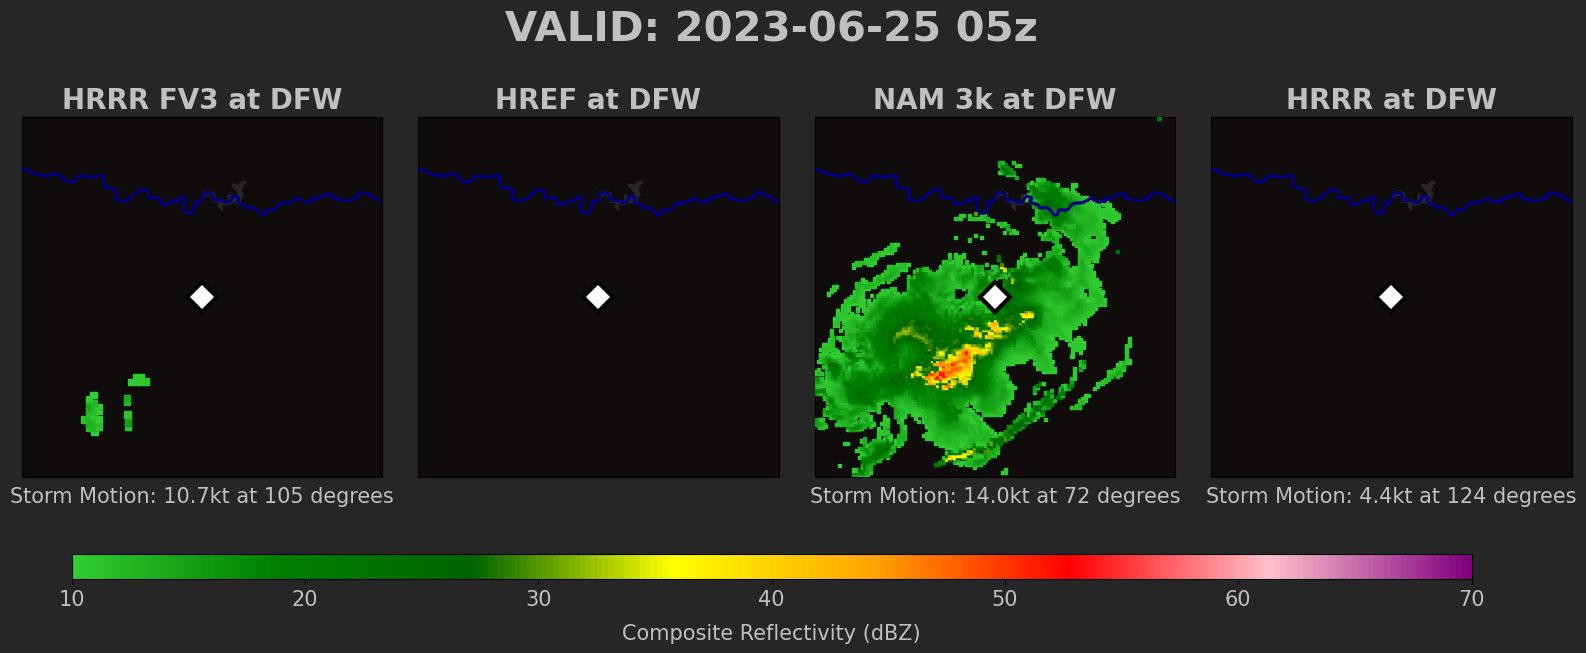 VALID: 2023-06-25 05z
HRRR FV3 at DFW
HREF at DFW
NAM 3k at DFW
HRRR at DFW
Storm Motion: 10.7kt at 105 degrees
Storm Motion: 14.0kt at 72 degrees
Storm Motion: 4.4kt at 124 degrees
10 20 30 40 50 60 70
Composite Reflectivity (dBZ)